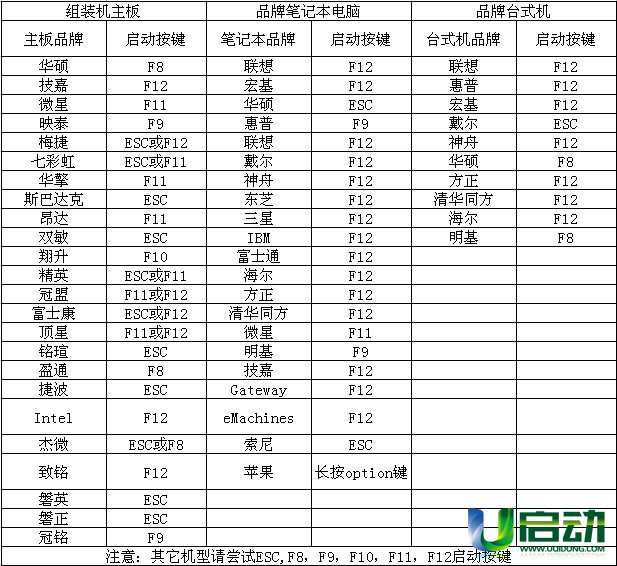 组装机主板 品牌笔记本电脑 品牌台式机
主板品牌 启动按键 笔记本品牌 启动按键 台式机品牌 启动按键
华硕 F8 联想 F12 联想 F12
技嘉 F12 宏基 F12 惠普 F12
微星 F11 华硕 ESC 宏基 F12
映泰 F9 惠普 F9 戴尔 ESC
梅捷 ESC或F12 联想 F12 神舟 F12
七彩虹 ESC或F11 戴尔 F12 华硕 F8
华擎 F11 神舟 F12 方正 F12
斯巴达克 ESC 东芝 F12 清华同方 F12
昂达 F11 三星 F12 海尔 F12
双敏 ESC IBM F12 明基 F8
翔升 F10 富士通 F12
精英 ESC或F11 海尔 F12
冠盟 F11或F12 方正 F12
富士康 ESC或F12 清华同方 F12
顶星 F11或F12 微星 F11
铭瑄 ESC 明基 F9
盈通 F8 技嘉 F12
捷波 ESC Gateway F12
Intel F12 eMachines F12
杰微 ESC或F8 索尼 ESC
致铭 F12 苹果 长按option键
磐英 ESC
磐正 ESC
冠铭 F9
注意：其它机型请尝试ESC,F8，F9，F10，F11，F12启动按键
U启动
WWW.UQIDONG.COM